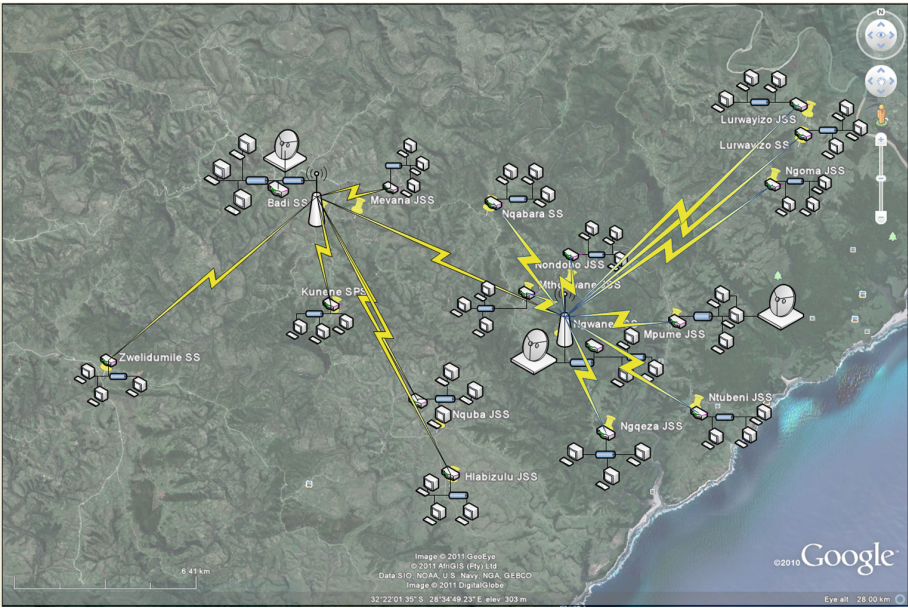 N
Lurwayizo JSS
Lurwayizo SS
Ngoma JSS
Badi SS
Mevana JSS
Nqabara SS
Nondobo JSS
Kunene SPS
Mpume JSS
Zwelidumile SS
Ntubeni JSS
Nquba JSS
Ngqeza JSS
Hlabizulu JSS
6.41 km
Image © 2011 GeoEye
© 2011 AfriGIS (Pty) Ltd.
Data SIO, NOAA, U.S. Navy, NGA, GEBCO
Image © 2011 DigitalGlobe
©2010 Google
32°22'01.35" S 28°34'49.23" E elev 303 m
Eye alt 28.00 km